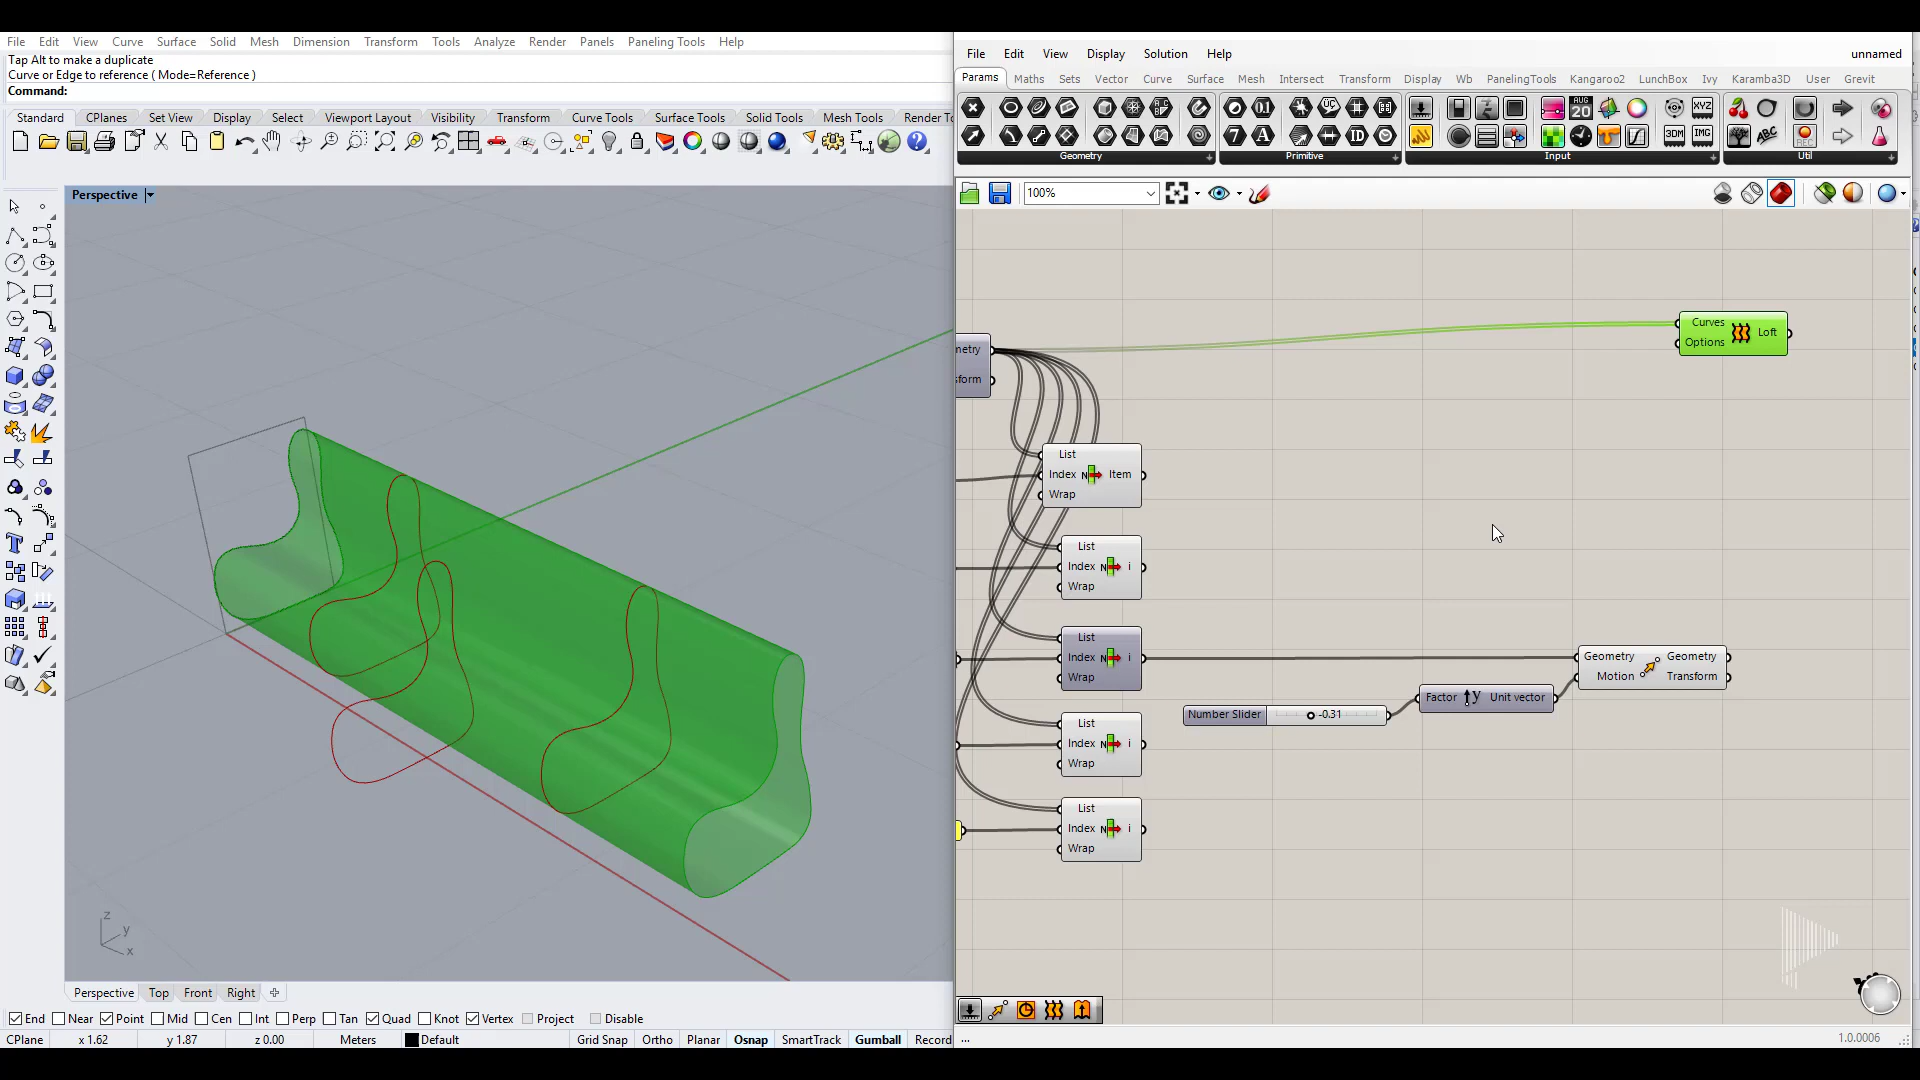 File Edit View Curve Surface Solid Mesh Dimension Transform Tools Analyze Render Panels Paneling Tools Help
Tap Alt to make a duplicate
Curve or Edge to reference ( Mode=Reference )
Command:
Standard CPlanes Set View Display Select Viewport Layout Visibility Transform Curve Tools Surface Tools Solid Tools Mesh Tools Render To
Perspective
z
y
x
Perspective Top Front Right
End Near Point Mid Cen Int Perp Tan Quad Knot Vertex Project Disable
CPlane x 1.62 y 1.87 z 0.00 Meters Default Grid Snap Ortho Planar Osnap SmartTrack Gumball Record
File Edit View Display Solution Help unnamed
Params Maths Sets Vector Curve Surface Mesh Intersect Transform Display Wb PanelingTools Kangaroo2 LunchBox Ivy Karamba3D User Grevit
Geometry Primitive Input Util
100%
Curves Loft
Options
metry
sform
List
Index Item
Wrap
List
Index i
Wrap
List
Index i
Wrap
Geometry Geometry
Motion Transform
Factor y Unit vector
Number Slider -0.31
List
Index i
Wrap
List
Index i
Wrap
... 1.0.0006